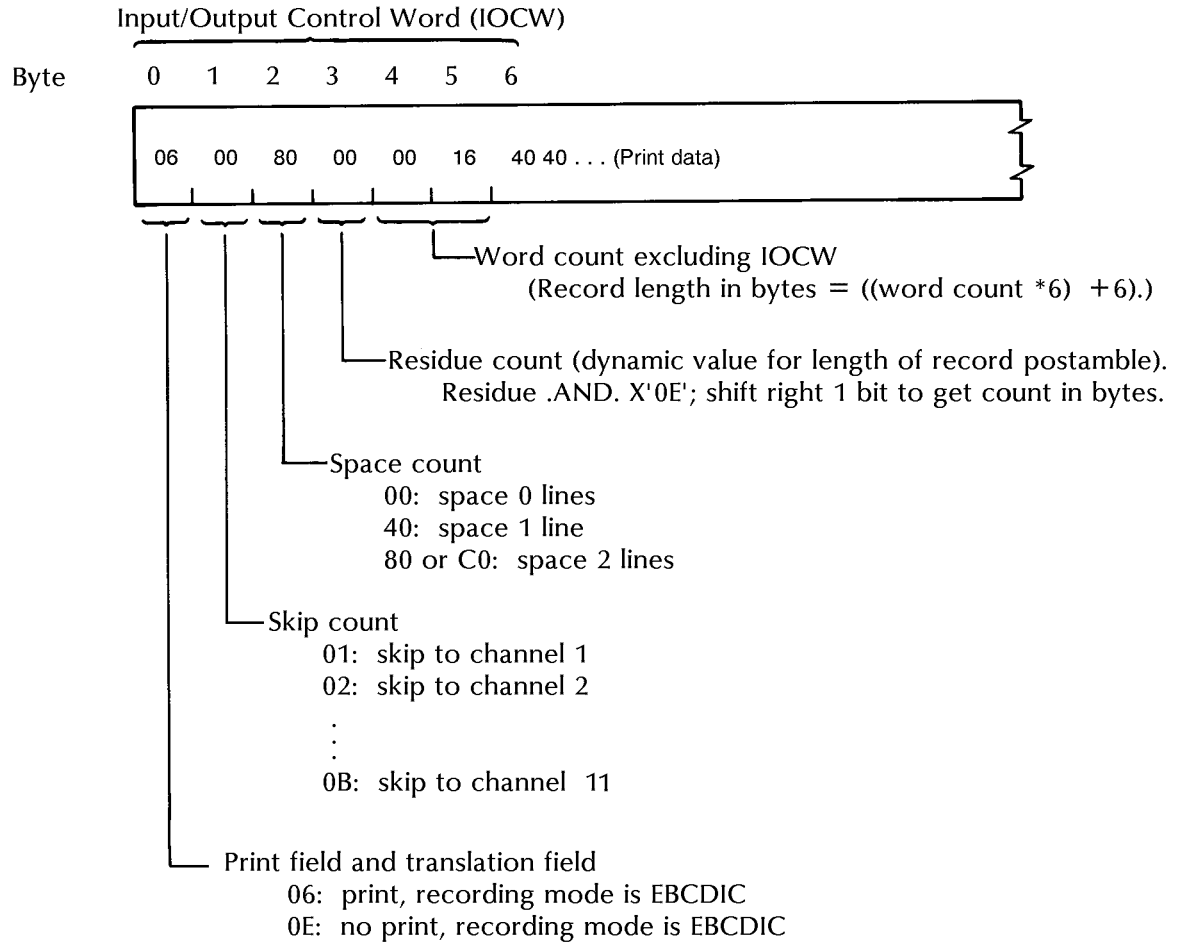 Input/Output Control Word (IOCW)
Byte 0 1 2 3 4 5 6
06 00 80 00 00 16 40 40 . . . (Print data)
Word count excluding IOCW
(Record length in bytes = ((word count *6) +6).)
Residue count (dynamic value for length of record postamble).
Residue .AND. X'0E'; shift right 1 bit to get count in bytes.
Space count
00: space 0 lines
40: space 1 line
80 or C0: space 2 lines
Skip count
01: skip to channel 1
02: skip to channel 2
.
.
.
0B: skip to channel 11
Print field and translation field
06: print, recording mode is EBCDIC
0E: no print, recording mode is EBCDIC